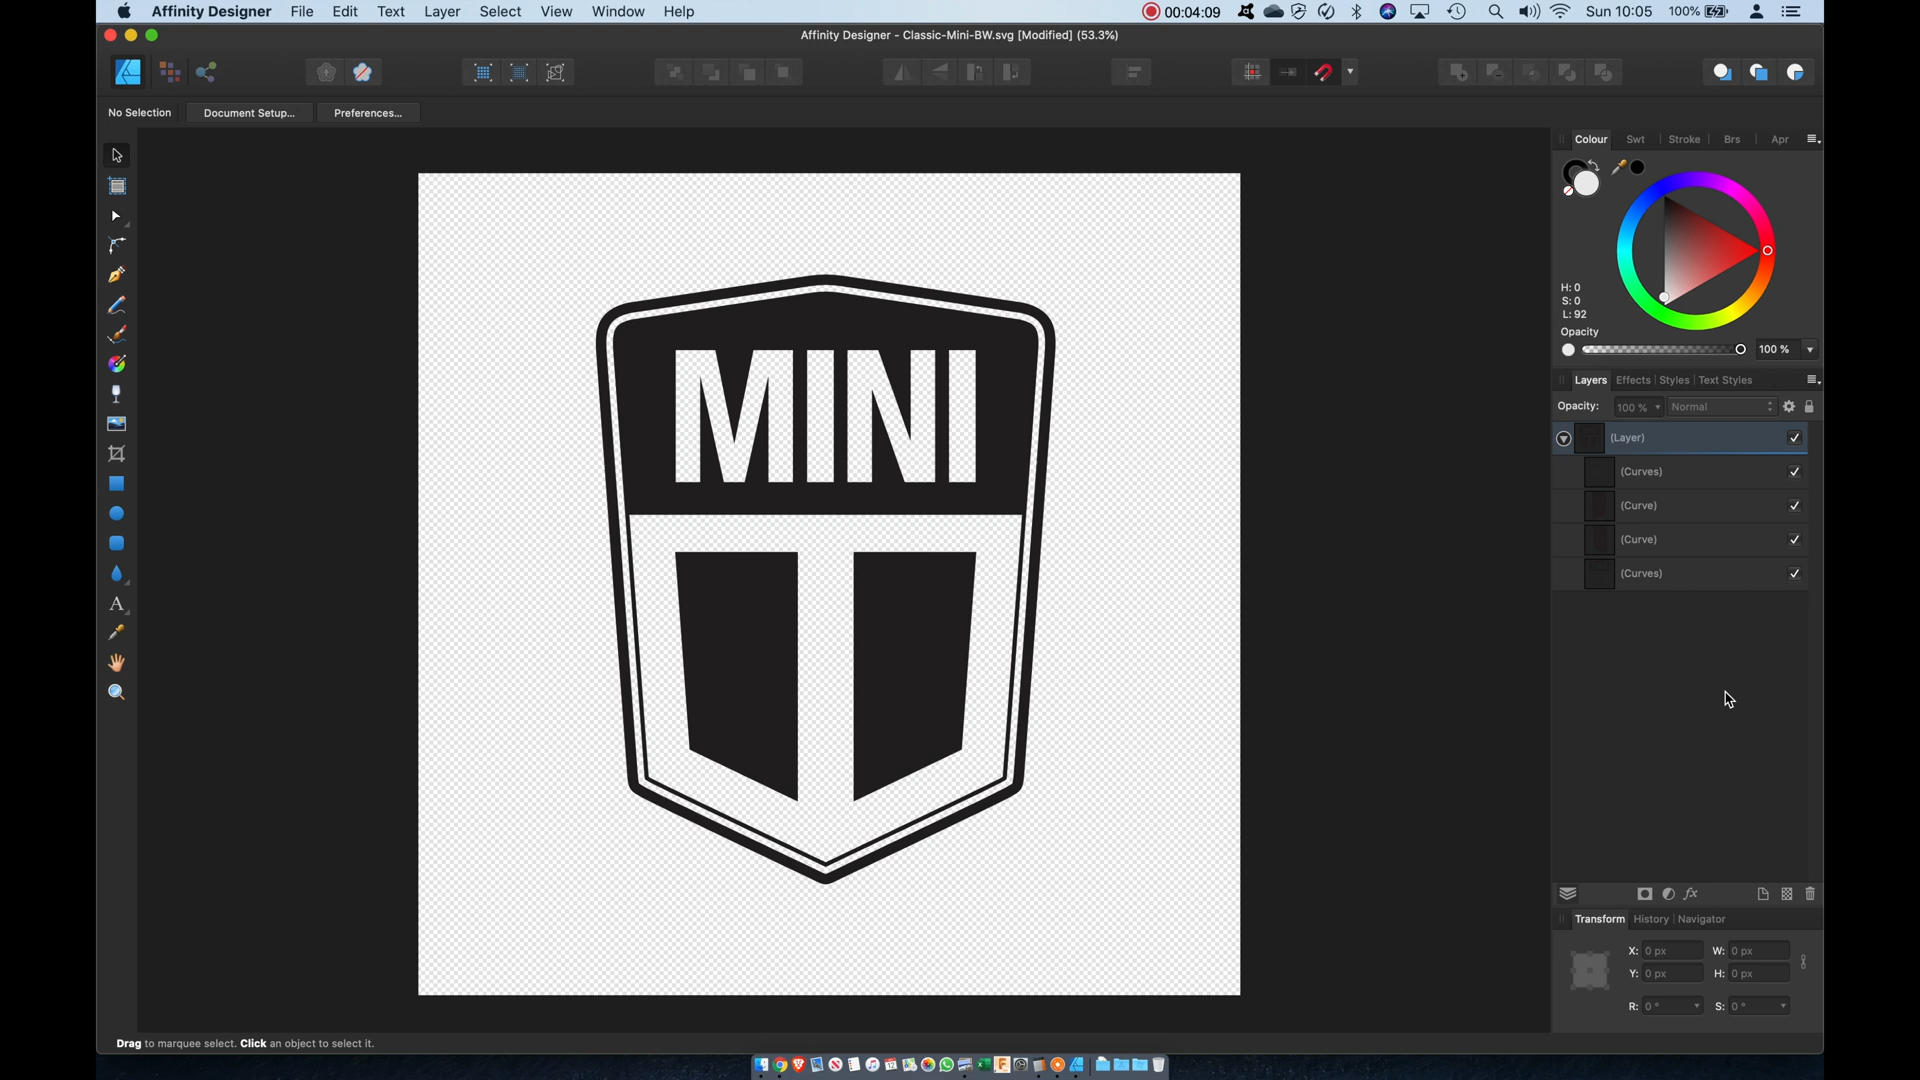 Affinity Designer File Edit Text Layer Select View Window Help 00:04:09 Sun 10:05 100%
Affinity Designer - Classic-Mini-BW.svg [Modified] (53.3%)
No Selection Document Setup... Preferences...
Colour Swt Stroke Brs Apr
H: 0
S: 0
L: 92
Opacity
100 %
Layers Effects Styles Text Styles
Opacity: 100 % Normal
(Layer)
(Curves)
(Curve)
(Curve)
(Curves)
MINI
Transform History Navigator
X: 0 px W: 0 px
Y: 0 px H: 0 px
R: 0 ° S: 0 °
Drag to marquee select. Click an object to select it.